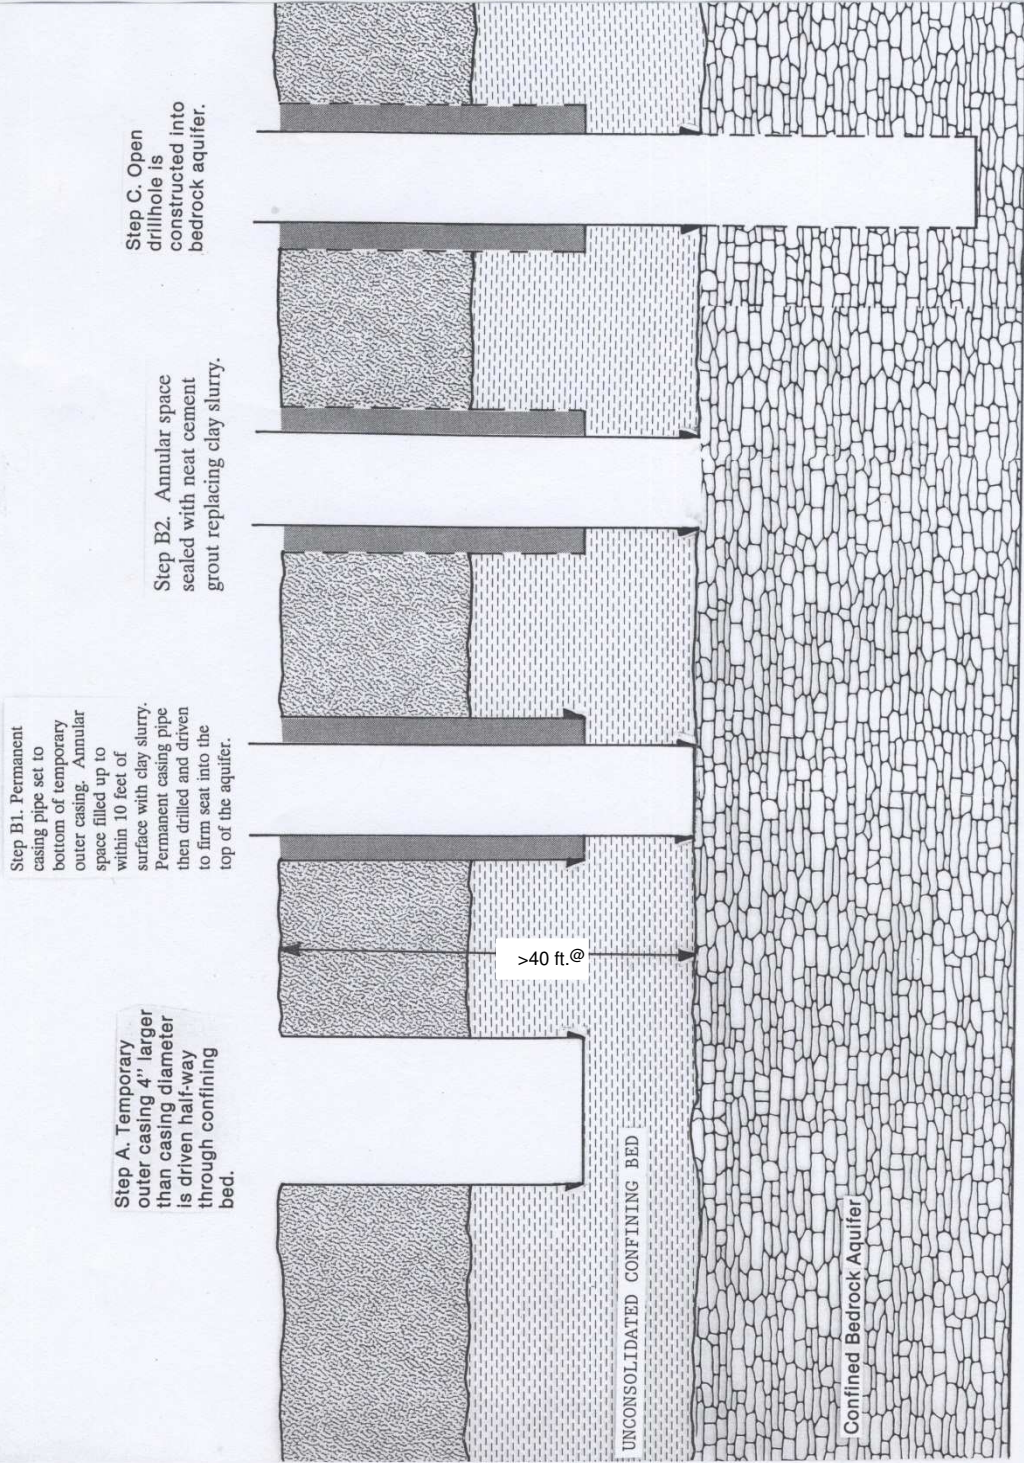 Step A. Temporary
outer casing 4" larger
than casing diameter
is driven half-way
through confining
bed.
Step B1. Permanent
casing pipe set to
bottom of temporary
outer casing. Annular
space filled up to
within 10 feet of
surface with clay slurry.
Permanent casing pipe
then drilled and driven
to firm seat into the
top of the aquifer.
Step B2. Annular space
sealed with neat cement
grout replacing clay slurry.
Step C. Open
drillhole is
constructed into
bedrock aquifer.
>40 ft.@
UNCONSOLIDATED CONFINING BED
Confined Bedrock Aquifer